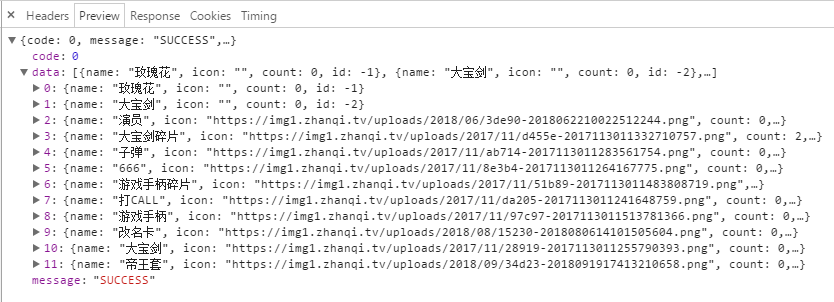 × Headers Preview Response Cookies Timing
▼{code: 0, message: "SUCCESS",…}
code: 0
▼data: [{name: "玫瑰花", icon: "", count: 0, id: -1}, {name: "大宝剑", icon: "", count: 0, id: -2},…]
▶0: {name: "玫瑰花", icon: "", count: 0, id: -1}
▶1: {name: "大宝剑", icon: "", count: 0, id: -2}
▶2: {name: "演员", icon: "https://img1.zhanqi.tv/uploads/2018/06/3de90-2018062210022512244.png", count: 0,…}
▶3: {name: "大宝剑碎片", icon: "https://img1.zhanqi.tv/uploads/2017/11/d455e-2017113011332710757.png", count: 2,…}
▶4: {name: "子弹", icon: "https://img1.zhanqi.tv/uploads/2017/11/ab714-2017113011283561754.png", count: 0,…}
▶5: {name: "666", icon: "https://img1.zhanqi.tv/uploads/2017/11/8e3b4-2017113011264167775.png", count: 0,…}
▶6: {name: "游戏手柄碎片", icon: "https://img1.zhanqi.tv/uploads/2017/11/51b89-2017113011483808719.png",…}
▶7: {name: "打CALL", icon: "https://img1.zhanqi.tv/uploads/2017/11/da205-2017113011241648759.png", count: 0,…}
▶8: {name: "游戏手柄", icon: "https://img1.zhanqi.tv/uploads/2017/11/97c97-2017113011513781366.png", count: 0,…}
▶9: {name: "改名卡", icon: "https://img1.zhanqi.tv/uploads/2018/08/15230-2018080614101505604.png", count: 0,…}
▶10: {name: "大宝剑", icon: "https://img1.zhanqi.tv/uploads/2017/11/28919-2017113011255790393.png", count: 0,…}
▶11: {name: "帝王套", icon: "https://img1.zhanqi.tv/uploads/2018/09/34d23-2018091917413210658.png", count: 0,…}
message: "SUCCESS"